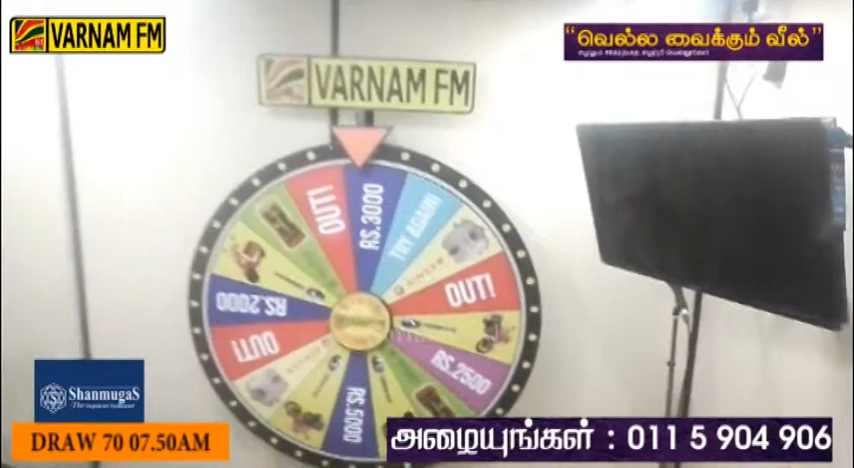 VARNAM FM
“வெல்ல வைக்கும் வீல்”
VARNAM FM
OUT!
RS.3000
TRY AGAIN!
SINGER
OUT!
RS.2500
RS.5000
OUT!
RS.2000
ShanmugaS
DRAW 70 07.50AM
அழையுங்கள் : 011 5 904 906